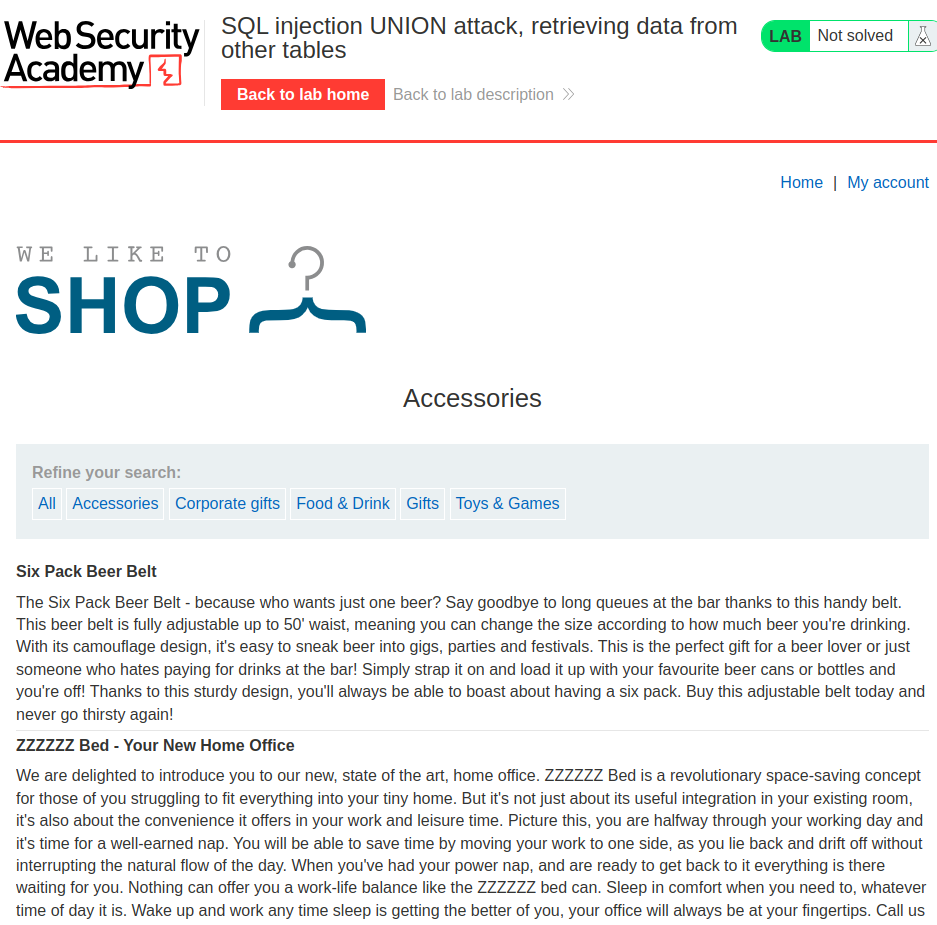 Web Security
Academy
SQL injection UNION attack, retrieving data from
other tables
LAB Not solved
Back to lab home Back to lab description
Home | My account
WE LIKE TO
SHOP
Accessories
Refine your search:
All Accessories Corporate gifts Food & Drink Gifts Toys & Games
Six Pack Beer Belt
The Six Pack Beer Belt - because who wants just one beer? Say goodbye to long queues at the bar thanks to this handy belt.
This beer belt is fully adjustable up to 50' waist, meaning you can change the size according to how much beer you're drinking.
With its camouflage design, it's easy to sneak beer into gigs, parties and festivals. This is the perfect gift for a beer lover or just
someone who hates paying for drinks at the bar! Simply strap it on and load it up with your favourite beer cans or bottles and
you're off! Thanks to this sturdy design, you'll always be able to boast about having a six pack. Buy this adjustable belt today and
never go thirsty again!
ZZZZZZ Bed - Your New Home Office
We are delighted to introduce you to our new, state of the art, home office. ZZZZZZ Bed is a revolutionary space-saving concept
for those of you struggling to fit everything into your tiny home. But it's not just about its useful integration in your existing room,
it's also about the convenience it offers in your work and leisure time. Picture this, you are halfway through your working day and
it's time for a well-earned nap. You will be able to save time by moving your work to one side, as you lie back and drift off without
interrupting the natural flow of the day. When you've had your power nap, and are ready to get back to it everything is there
waiting for you. Nothing can offer you a work-life balance like the ZZZZZZ bed can. Sleep in comfort when you need to, whatever
time of day it is. Wake up and work any time sleep is getting the better of you, your office will always be at your fingertips. Call us